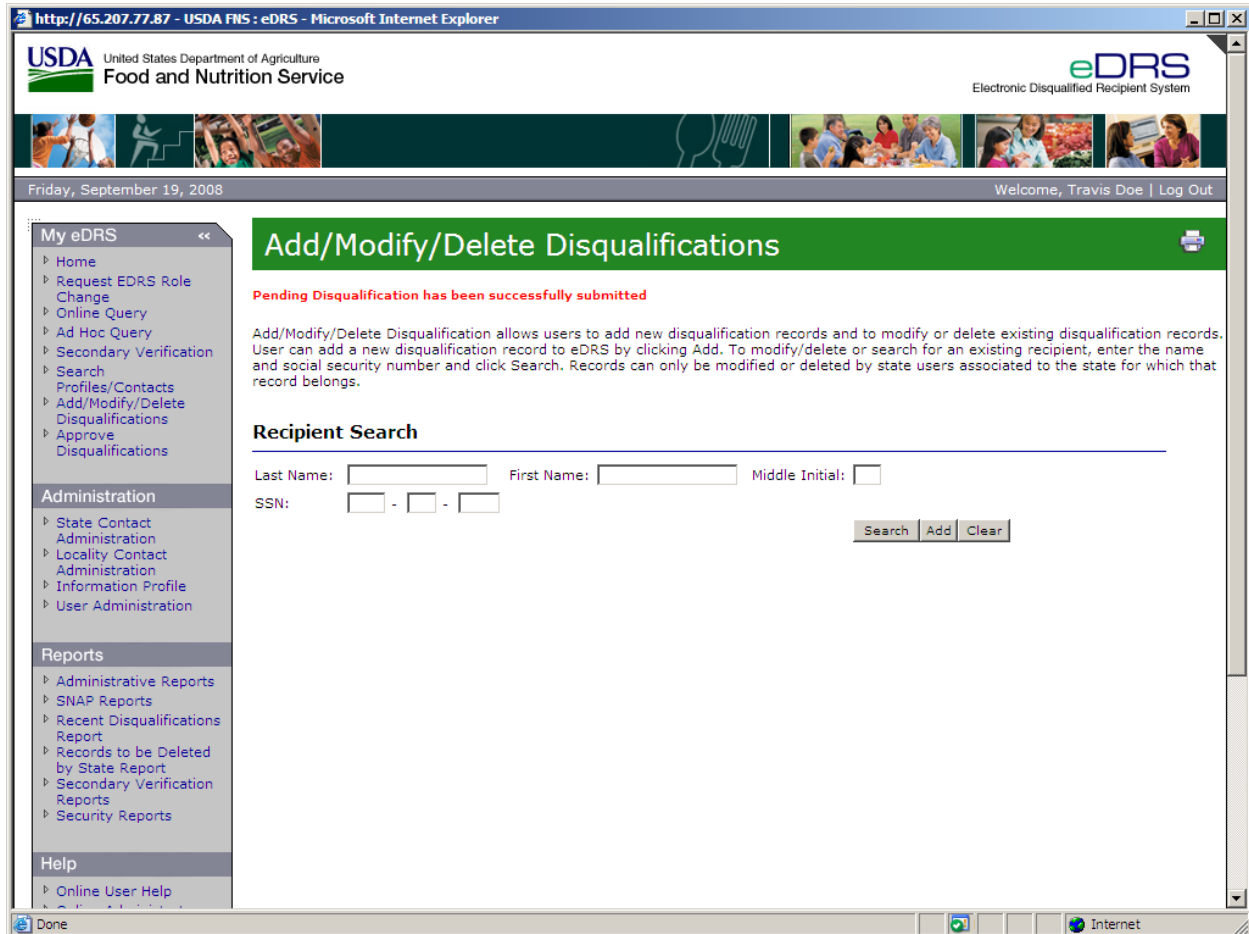 http://65.207.77.87 - USDA FNS : eDRS - Microsoft Internet Explorer
USDA United States Department of Agriculture
Food and Nutrition Service
eDRS
Electronic Disqualified Recipient System
Friday, September 19, 2008
Welcome, Travis Doe | Log Out
My eDRS <<
Home
Request EDRS Role
Change
Online Query
Ad Hoc Query
Secondary Verification
Search
Profiles/Contacts
Add/Modify/Delete
Disqualifications
Approve
Disqualifications
Administration
State Contact
Administration
Locality Contact
Administration
Information Profile
User Administration
Reports
Administrative Reports
SNAP Reports
Recent Disqualifications
Report
Records to be Deleted
by State Report
Secondary Verification
Reports
Security Reports
Help
Online User Help
Add/Modify/Delete Disqualifications
Pending Disqualification has been successfully submitted
Add/Modify/Delete Disqualification allows users to add new disqualification records and to modify or delete existing disqualification records.
User can add a new disqualification record to eDRS by clicking Add. To modify/delete or search for an existing recipient, enter the name
and social security number and click Search. Records can only be modified or deleted by state users associated to the state for which that
record belongs.
Recipient Search
Last Name: First Name: Middle Initial:
SSN: - -
Search Add Clear
Done
Internet